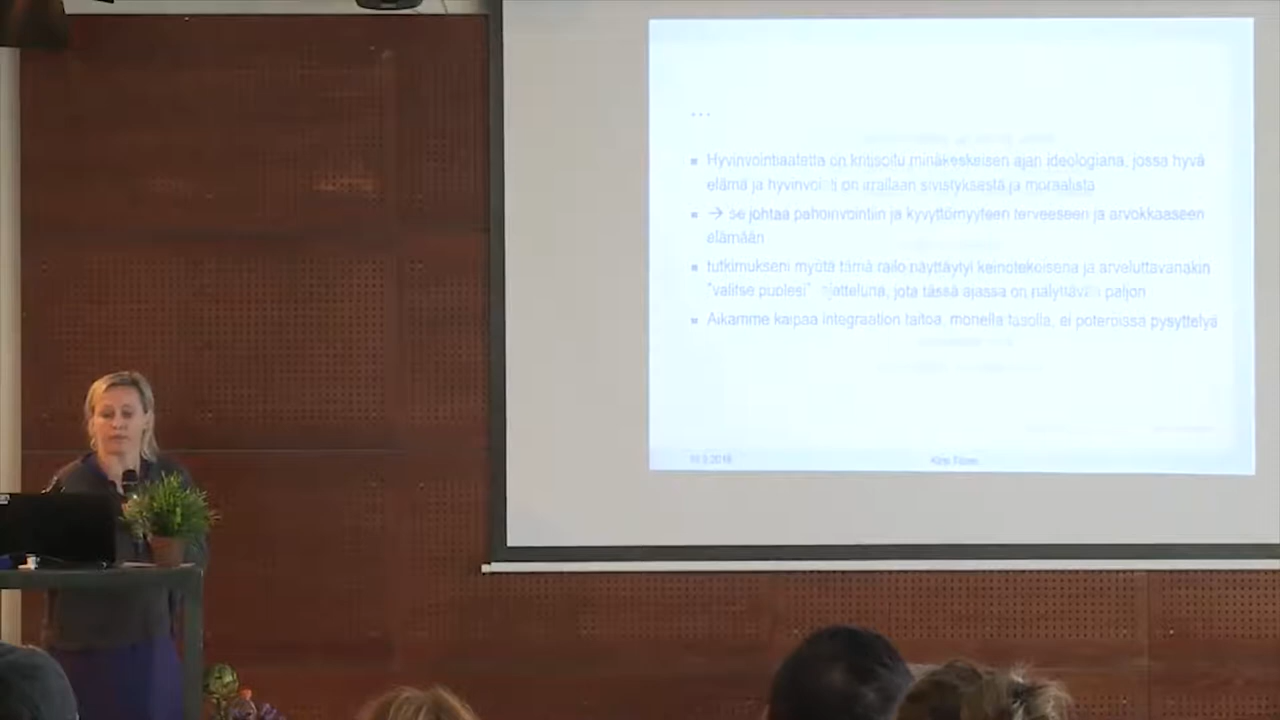 ...
Hyvinvointiaatetta on kritisoitu minäkeskeisen ajan ideologiana, jossa hyvä
elämä ja hyvinvointi on irrallaan sivistyksestä ja moraalista
→ se johtaa pahoinvointiin ja kyvyttömyyteen terveeseen ja arvokkaaseen
elämään
tutkimukseni myötä tämä railo näyttäytyi keinotekoisena ja arveluttavanakin
"valitse puolesi" ajatteluna, jota tässä ajassa on nälyttävän paljon
Aikamme kaipaa integraation taitoa, monella tasolla, ei poteroissa pysyttelyä